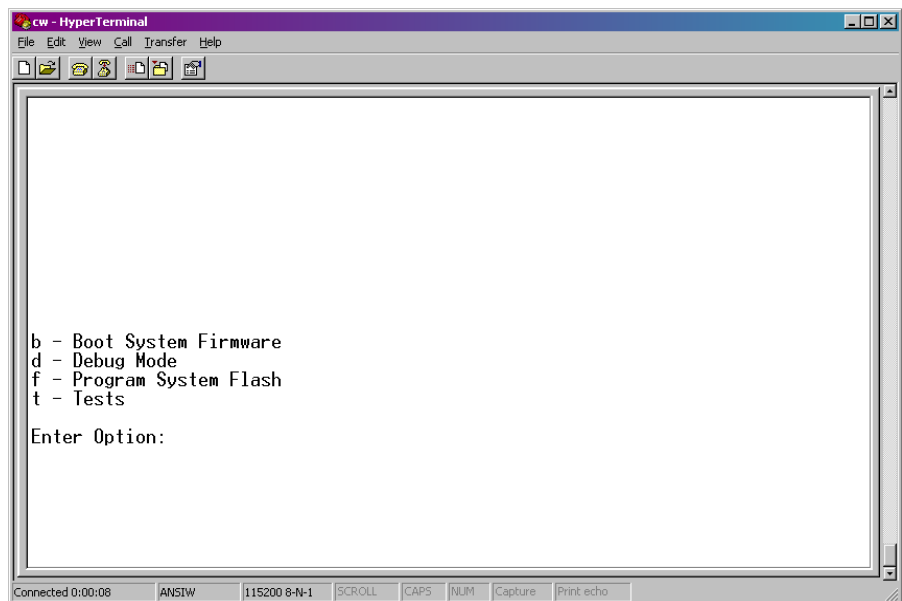 cw - HyperTerminal
File Edit View Call Transfer Help
b - Boot System Firmware
d - Debug Mode
f - Program System Flash
t - Tests
Enter Option:
Connected 0:00:08 ANSIW 115200 8-N-1 SCROLL CAPS NUM Capture Print echo